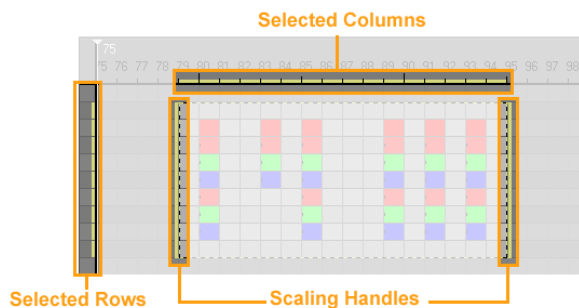 Selected Columns
75
75 76 77 78 79 80 81 82 83 84 85 86 87 88 89 90 91 92 93 94 95 96 97 98
Selected Rows
Scaling Handles